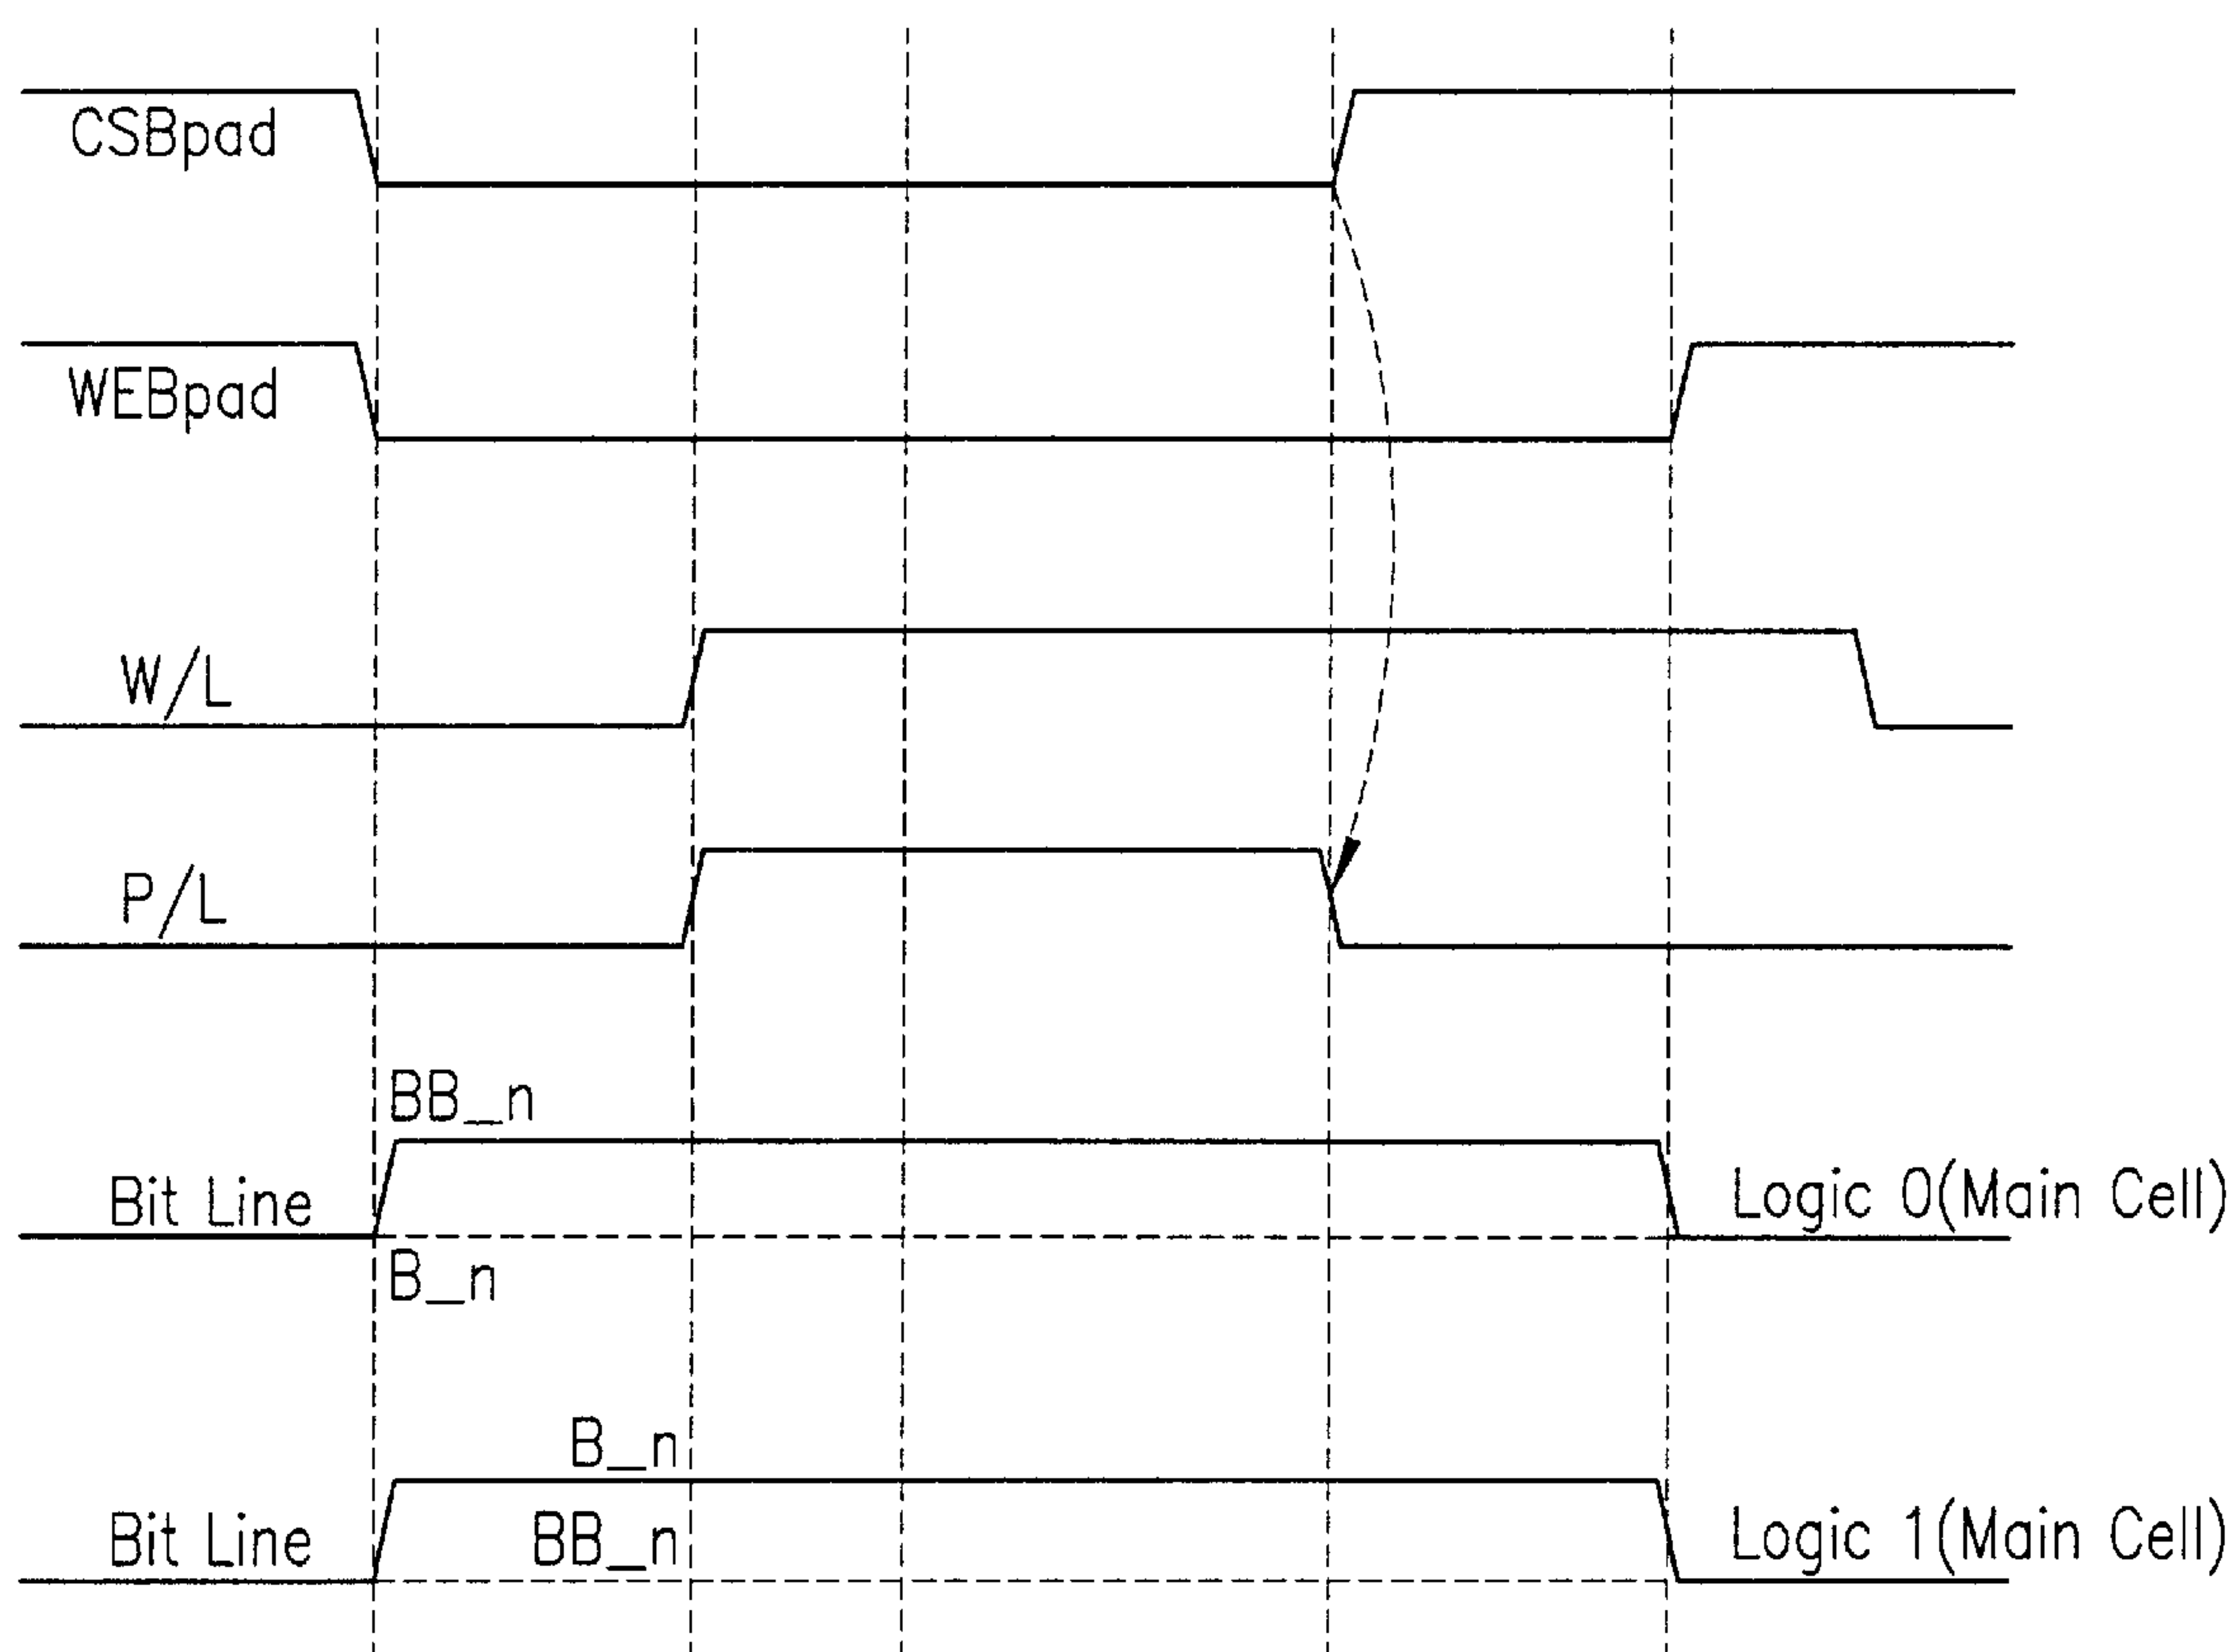 CSBpad
WEBpad
W/L
P/L
BB_n
Bit Line
Logic 0(Main Cell)
B_n
B_n
Bit Line
BB_n
Logic 1(Main Cell)